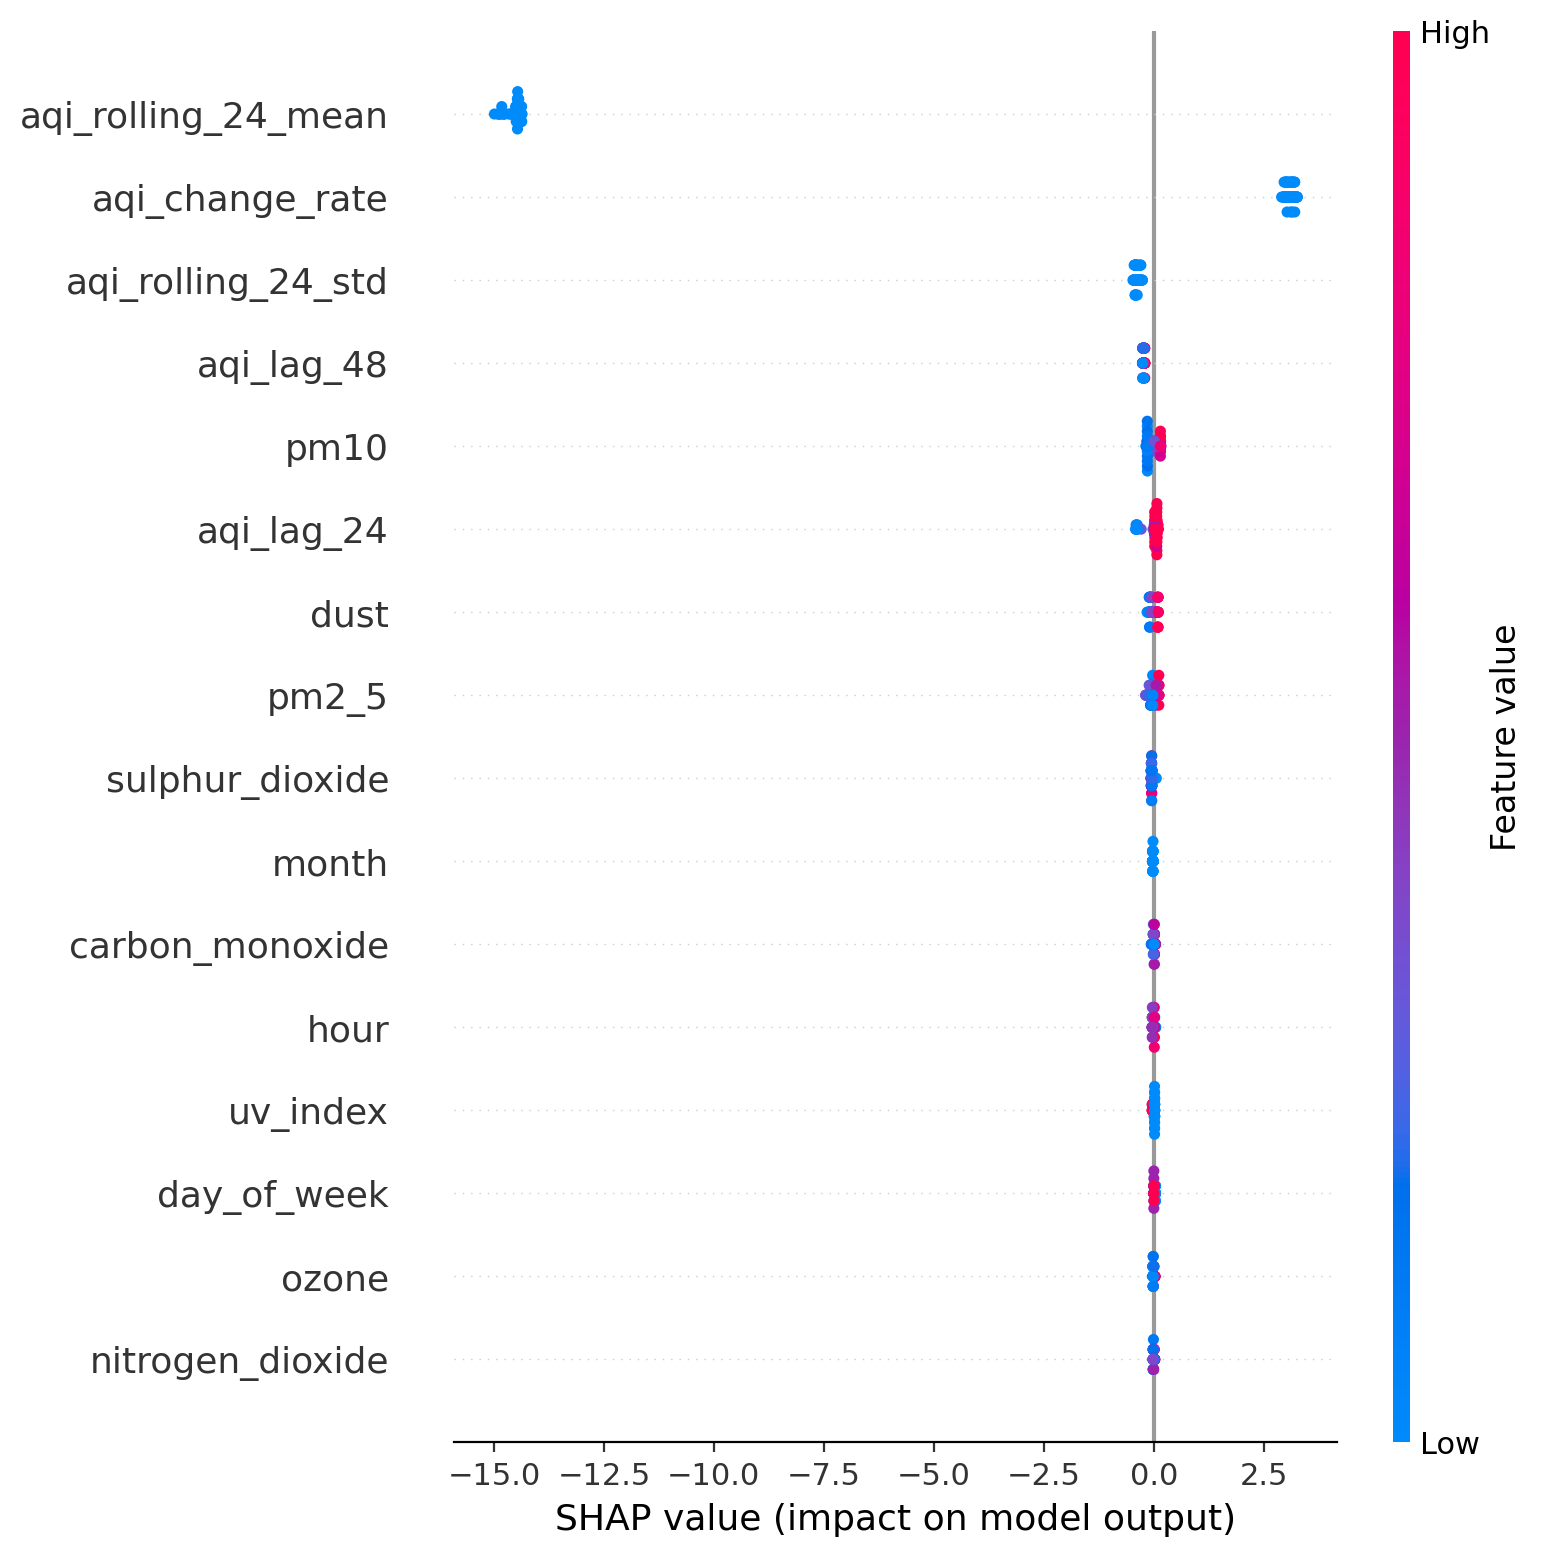 High
aqi_rolling_24_mean
aqi_change_rate
aqi_rolling_24_std
aqi_lag_48
pm10
aqi_lag_24
dust
pm2_5
sulphur_dioxide
month
carbon_monoxide
hour
uv_index
day_of_week
ozone
nitrogen_dioxide
Feature value
Low
−15.0 −12.5 −10.0 −7.5 −5.0 −2.5 0.0 2.5
SHAP value (impact on model output)